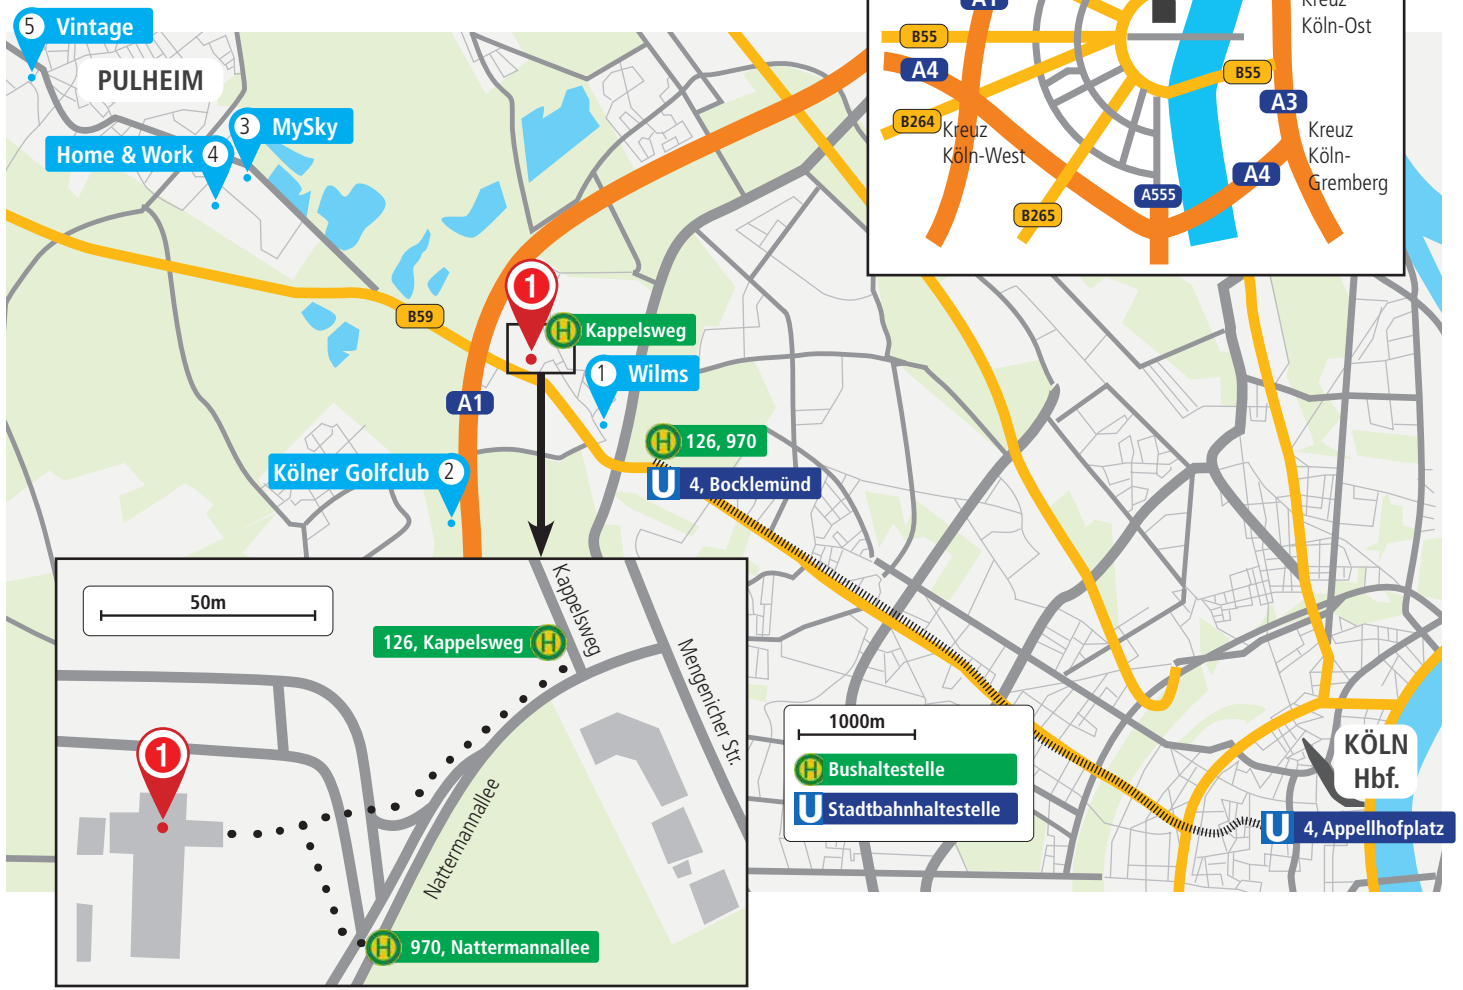 5 Vintage
PULHEIM
3 MySky
Home & Work 4
B59
A1
1
H Kappelsweg
1 Wilms
H 126, 970
U 4, Bocklemünd
Kölner Golfclub 2
A1
Kreuz
Köln-Ost
B55
A4
B55
A3
B264
Kreuz
Köln-West
Kreuz
Köln-
Gremberg
A4
A555
B265
50m
Kappelsweg
126, Kappelsweg H
Mengenicher Str.
1
Nattermannallee
H 970, Nattermannallee
1000m
H Bushaltestelle
U Stadtbahnhaltestelle
KÖLN
Hbf.
U 4, Appellhofplatz